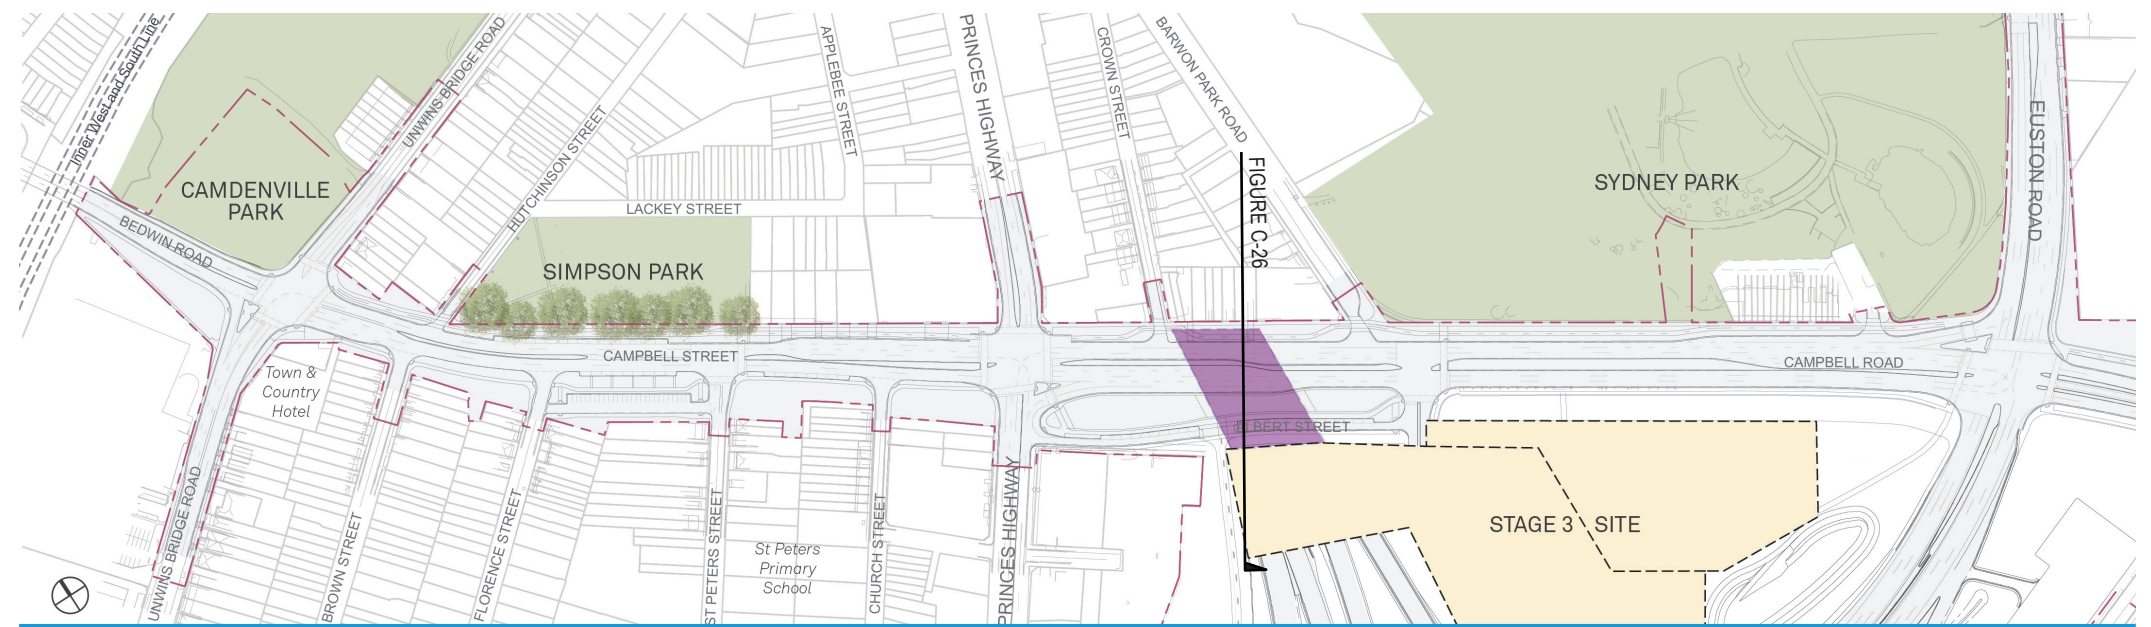 Inner West and South Line
UNWINS BRIDGE ROAD
APPLEBEE STREET
PRINCES HIGHWAY
CROWN STREET
BARWON PARK ROAD
EUSTON ROAD
HUTCHINSON STREET
CAMDENVILLE
PARK
SYDNEY PARK
FIGURE C-26
LACKEY STREET
BEDWIN ROAD
SIMPSON PARK
CAMPBELL STREET
CAMPBELL ROAD
Town &
Country
Hotel
BERT STREET
UNWINS BRIDGE ROAD
BROWN STREET
FLORENCE STREET
ST PETERS STREET
St Peters
Primary
School
CHURCH STREET
PRINCES HIGHWAY
STAGE 3 SITE